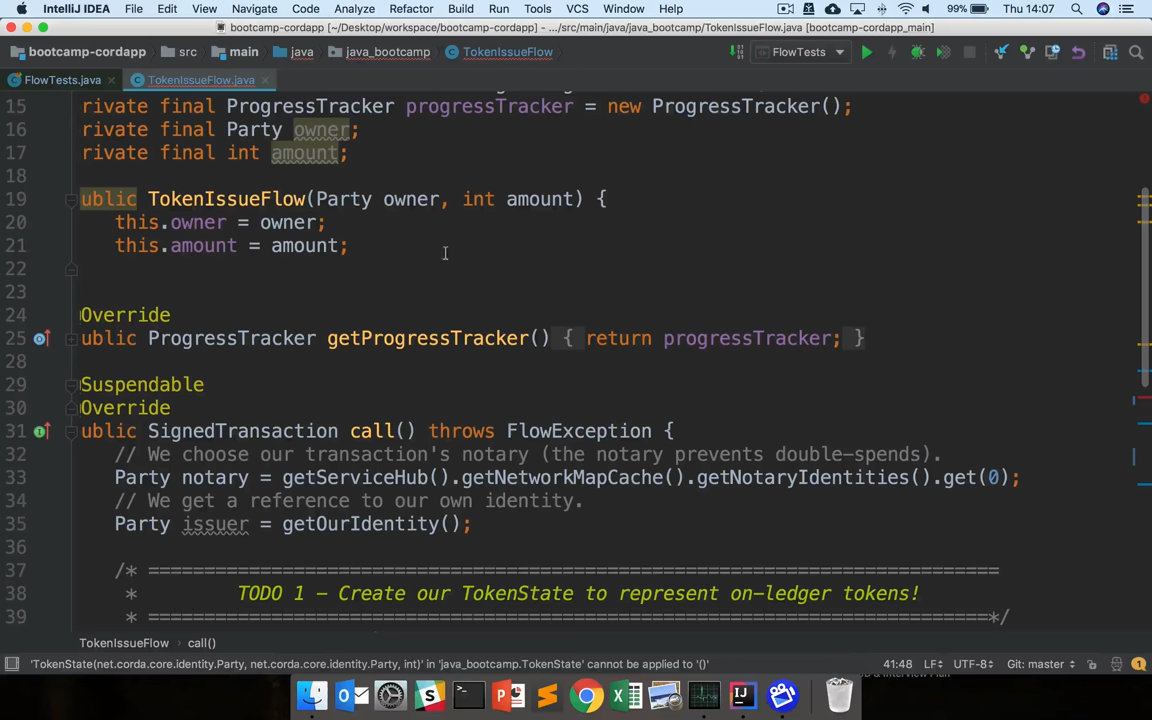 IntelliJ IDEA File Edit View Navigate Code Analyze Refactor Build Run Tools VCS Window Help 99% Thu 14:07
bootcamp-cordapp [~/Desktop/workspace/bootcamp-cordapp] - .../src/main/java/java_bootcamp/TokenIssueFlow.java [bootcamp-cordapp_main]
bootcamp-cordapp src main java java_bootcamp TokenIssueFlow FlowTests
FlowTests.java TokenIssueFlow.java
15 rivate final ProgressTracker progressTracker = new ProgressTracker();
16 rivate final Party owner;
17 rivate final int amount;
18
19 ublic TokenIssueFlow(Party owner, int amount) {
20 this.owner = owner;
21 this.amount = amount;
22
23
24 Override
25 ublic ProgressTracker getProgressTracker() { return progressTracker; }
28
29 Suspendable
30 Override
31 ublic SignedTransaction call() throws FlowException {
32 // We choose our transaction's notary (the notary prevents double-spends).
33 Party notary = getServiceHub().getNetworkMapCache().getNotaryIdentities().get(0);
34 // We get a reference to our own identity.
35 Party issuer = getOurIdentity();
36
37 /* ============================================================================
38 * TODO 1 - Create our TokenState to represent on-ledger tokens!
39 * ===========================================================================*/
TokenIssueFlow call()
'TokenState(net.corda.core.identity.Party, net.corda.core.identity.Party, int)' in 'java_bootcamp.TokenState' cannot be applied to '()' 41:48 LF UTF-8 Git: master 1